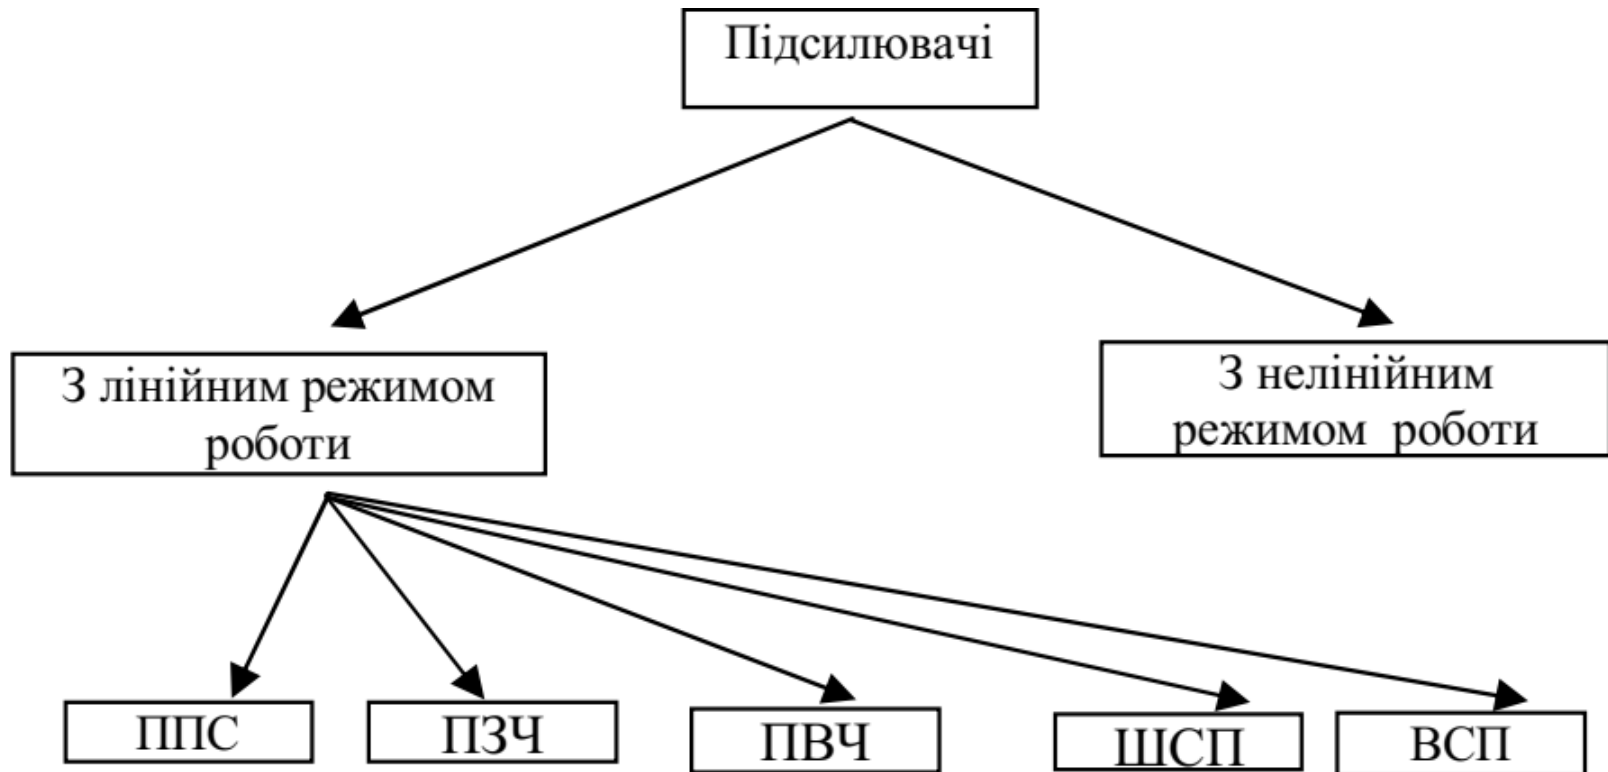 Підсилювачі
З лінійним режимом
роботи
З нелінійним
режимом роботи
ППС
ПЗЧ
ПВЧ
ШСП
ВСП